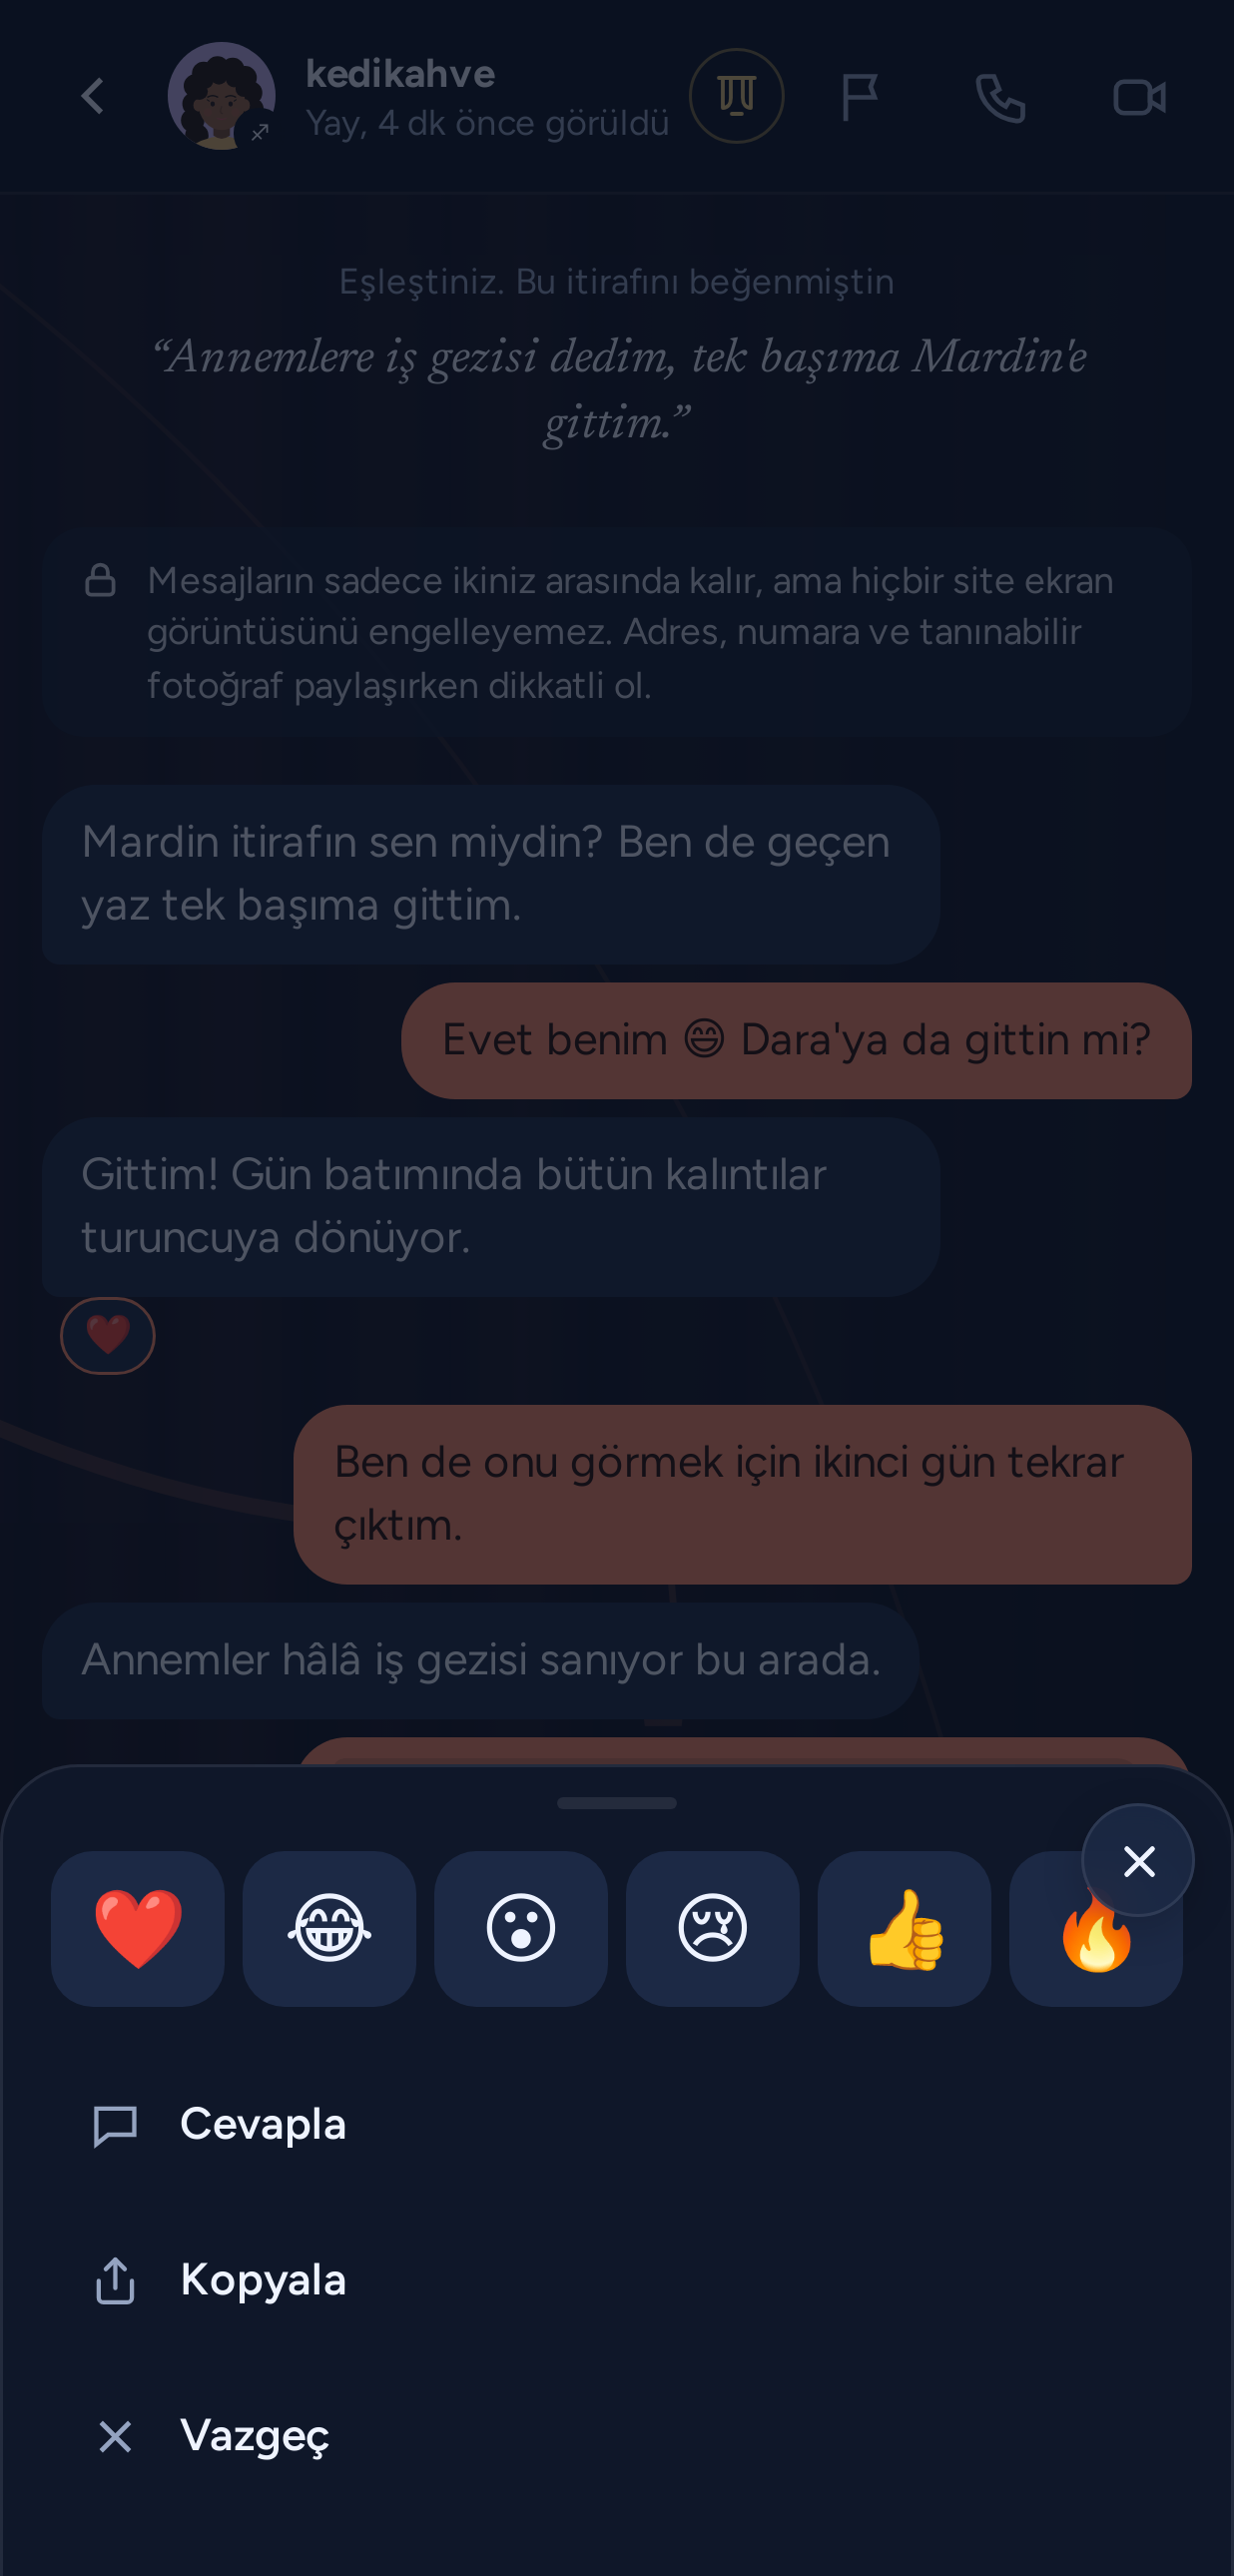 kedikahve
Yay, 4 dk önce görüldü
Eşleştiniz. Bu itirafını beğenmiştin
“Annemlere iş gezisi dedim, tek başıma Mardin'e
gittim.”
Mesajların sadece ikiniz arasında kalır, ama hiçbir site ekran
görüntüsünü engelleyemez. Adres, numara ve tanınabilir
fotoğraf paylaşırken dikkatli ol.
Mardin itirafın sen miydin? Ben de geçen
yaz tek başıma gittim.
Evet benim 😄 Dara'ya da gittin mi?
Gittim! Gün batımında bütün kalıntılar
turuncuya dönüyor.
Ben de onu görmek için ikinci gün tekrar
çıktım.
Annemler hâlâ iş gezisi sanıyor bu arada.
Cevapla
Kopyala
Vazgeç